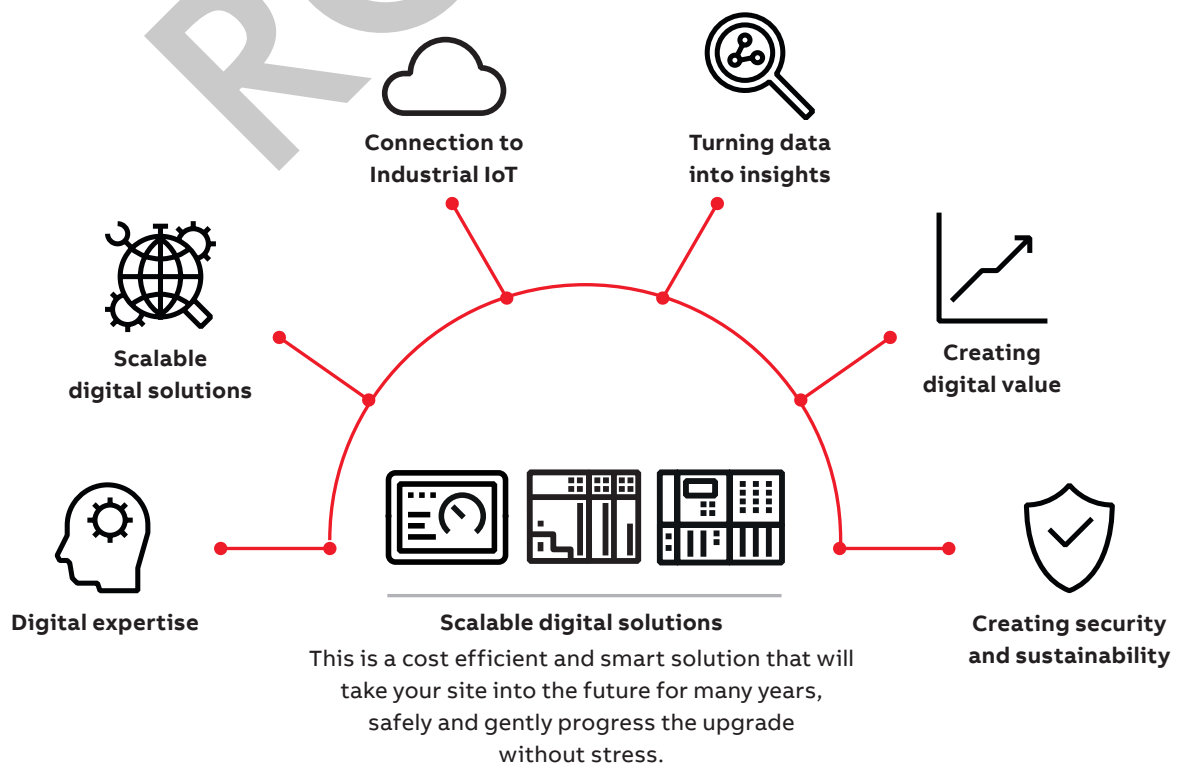 Connection to
Industrial IoT
Turning data
into insights
Scalable
digital solutions
Creating
digital value
Digital expertise
Scalable digital solutions
This is a cost efficient and smart solution that will
take your site into the future for many years,
safely and gently progress the upgrade
without stress.
Creating security
and sustainability